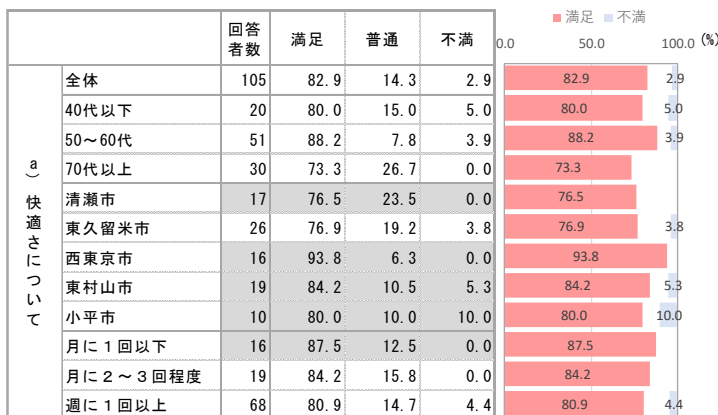 ■満足 ■不満
回答者数 満足 普通 不満 0.0 50.0 100.0 (%)
a) 快適さについて
全体 105 82.9 14.3 2.9 82.9 2.9
40代以下 20 80.0 15.0 5.0 80.0 5.0
50～60代 51 88.2 7.8 3.9 88.2 3.9
70代以上 30 73.3 26.7 0.0 73.3
清瀬市 17 76.5 23.5 0.0 76.5
東久留米市 26 76.9 19.2 3.8 76.9 3.8
西東京市 16 93.8 6.3 0.0 93.8
東村山市 19 84.2 10.5 5.3 84.2 5.3
小平市 10 80.0 10.0 10.0 80.0 10.0
月に１回以下 16 87.5 12.5 0.0 87.5
月に２～３回程度 19 84.2 15.8 0.0 84.2
週に１回以上 68 80.9 14.7 4.4 80.9 4.4